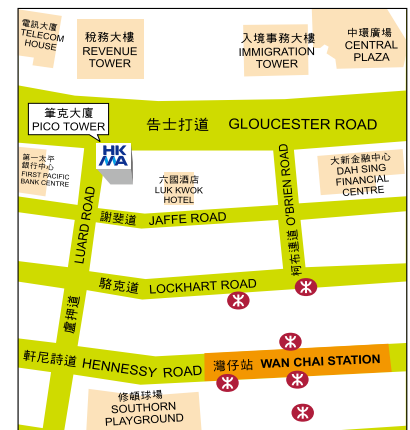 電訊大廈
TELECOM
HOUSE
稅務大樓
REVENUE
TOWER
入境事務大樓
IMMIGRATION
TOWER
中環廣場
CENTRAL
PLAZA
筆克大廈
PICO TOWER
告士打道 GLOUCESTER ROAD
HK
MA
第一太平
銀行中心
FIRST PACIFIC
BANK CENTRE
六國酒店
LUK KWOK
HOTEL
大新金融中心
DAH SING
FINANCIAL
CENTRE
柯布連道 O'BRIEN ROAD
盧押道 LUARD ROAD
謝斐道 JAFFE ROAD
駱克道 LOCKHART ROAD
軒尼詩道 HENNESSY ROAD
灣仔站 WAN CHAI STATION
修頓球場
SOUTHORN
PLAYGROUND